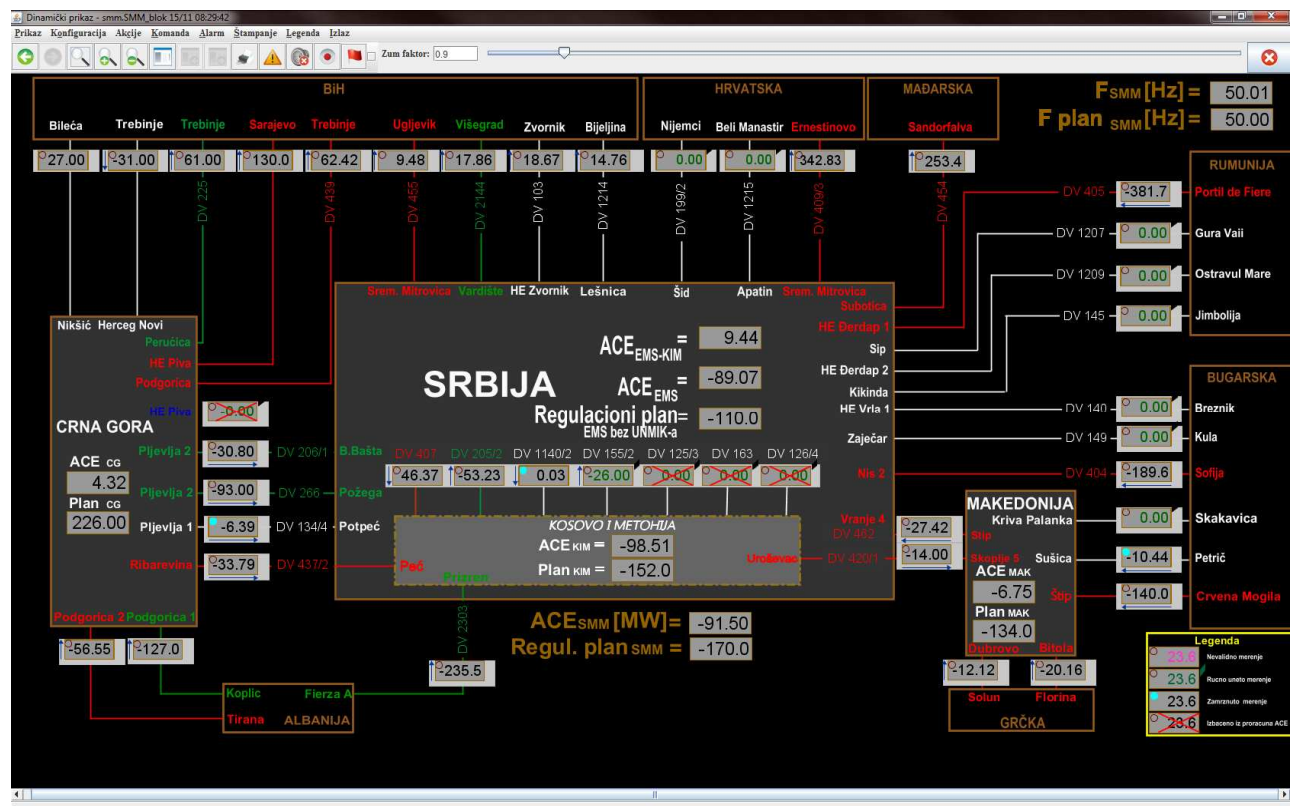 Dinamički prikaz - smm.SMM_blok 15/11 08:29:42
Prikaz Konfiguracija Akcije Komanda Alarm Štampanje Legenda Izlaz
Zum faktor: 0.9
BiH
HRVATSKA
MAĐARSKA
FSMM [Hz] = 50.01
F plan SMM [Hz] = 50.00
Bileća Trebinje Trebinje Sarajevo Trebinje Ugljevik Višegrad Zvornik Bijeljina Nijemci Beli Manastir Ernestinovo Sandorfalva
27.00 -31.00 61.00 130.0 62.42 9.48 17.86 18.67 14.76 0.00 0.00 342.83 253.4
DV 225 DV 439 DV 455 DV 2144 DV 103 DV 1214 DV 199/2 DV 1215 DV 409/3 DV 454
RUMUNIJA
DV 405 -381.7 Portil de Fiere
DV 1207 0.00 Gura Vaii
DV 1209 0.00 Ostravul Mare
DV 145 0.00 Jimbolija
Srem. Mitrovica Vardište HE Zvornik Lešnica Šid Apatin Srem. Mitrovica
Subotica
HE Đerdap 1
Sip
HE Đerdap 2
Kikinda
HE Vrla 1
Zaječar
Nis 2
Vranje 4
Nikšić Herceg Novi
Peručica
HE Piva
Podgorica
HE Piva -0.00
CRNA GORA
ACE CG
4.32
Plan CG
226.00
Pljevlja 2 -30.80 DV 206/1 B.Bašta
Pljevlja 2 -93.00 DV 266 Požega
Pljevlja 1 -6.39 DV 134/4 Potpeć
Ribarevina -33.79 DV 437/2
Podgorica 2 Podgorica 1
-56.55 -127.0
SRBIJA
ACE EMS-KIM = 9.44
ACE EMS = -89.07
Regulacioni plan= -110.0
EMS bez UNMIK-a
DV 407 DV 205/2 DV 1140/2 DV 155/2 DV 125/3 DV 163 DV 126/4
46.37 -53.23 0.03 -26.00 0.00 0.00 0.00
KOSOVO I METOHIJA
ACE KIM = -98.51
Plan KIM = -152.0
Peć
Prizren
Uroševac
DV 462 -27.42 Stip
DV 420/1 -14.00 Skoplje 5
DV 2303
-235.5
ACESMM [MW]= -91.50
Regul. plan SMM = -170.0
Koplic Fierza A
Tirana ALBANIJA
BUGARSKA
DV 140 0.00 Breznik
DV 149 0.00 Kula
DV 404 -189.6 Sofija
0.00 Skakavica
-10.44 Petrič
-140.0 Crvena Mogila
MAKEDONIJA
Kriva Palanka
Sušica
ACE MAK
-6.75
Štip
Plan MAK
-134.0
Dubrovo Bitola
-12.12 -20.16
Solun Florina
GRČKA
Legenda
23.6 Nevalidno merenje
23.6 Rucno uneto merenje
23.6 Zamrznuto merenje
23.6 Izbaceno iz proracuna ACE